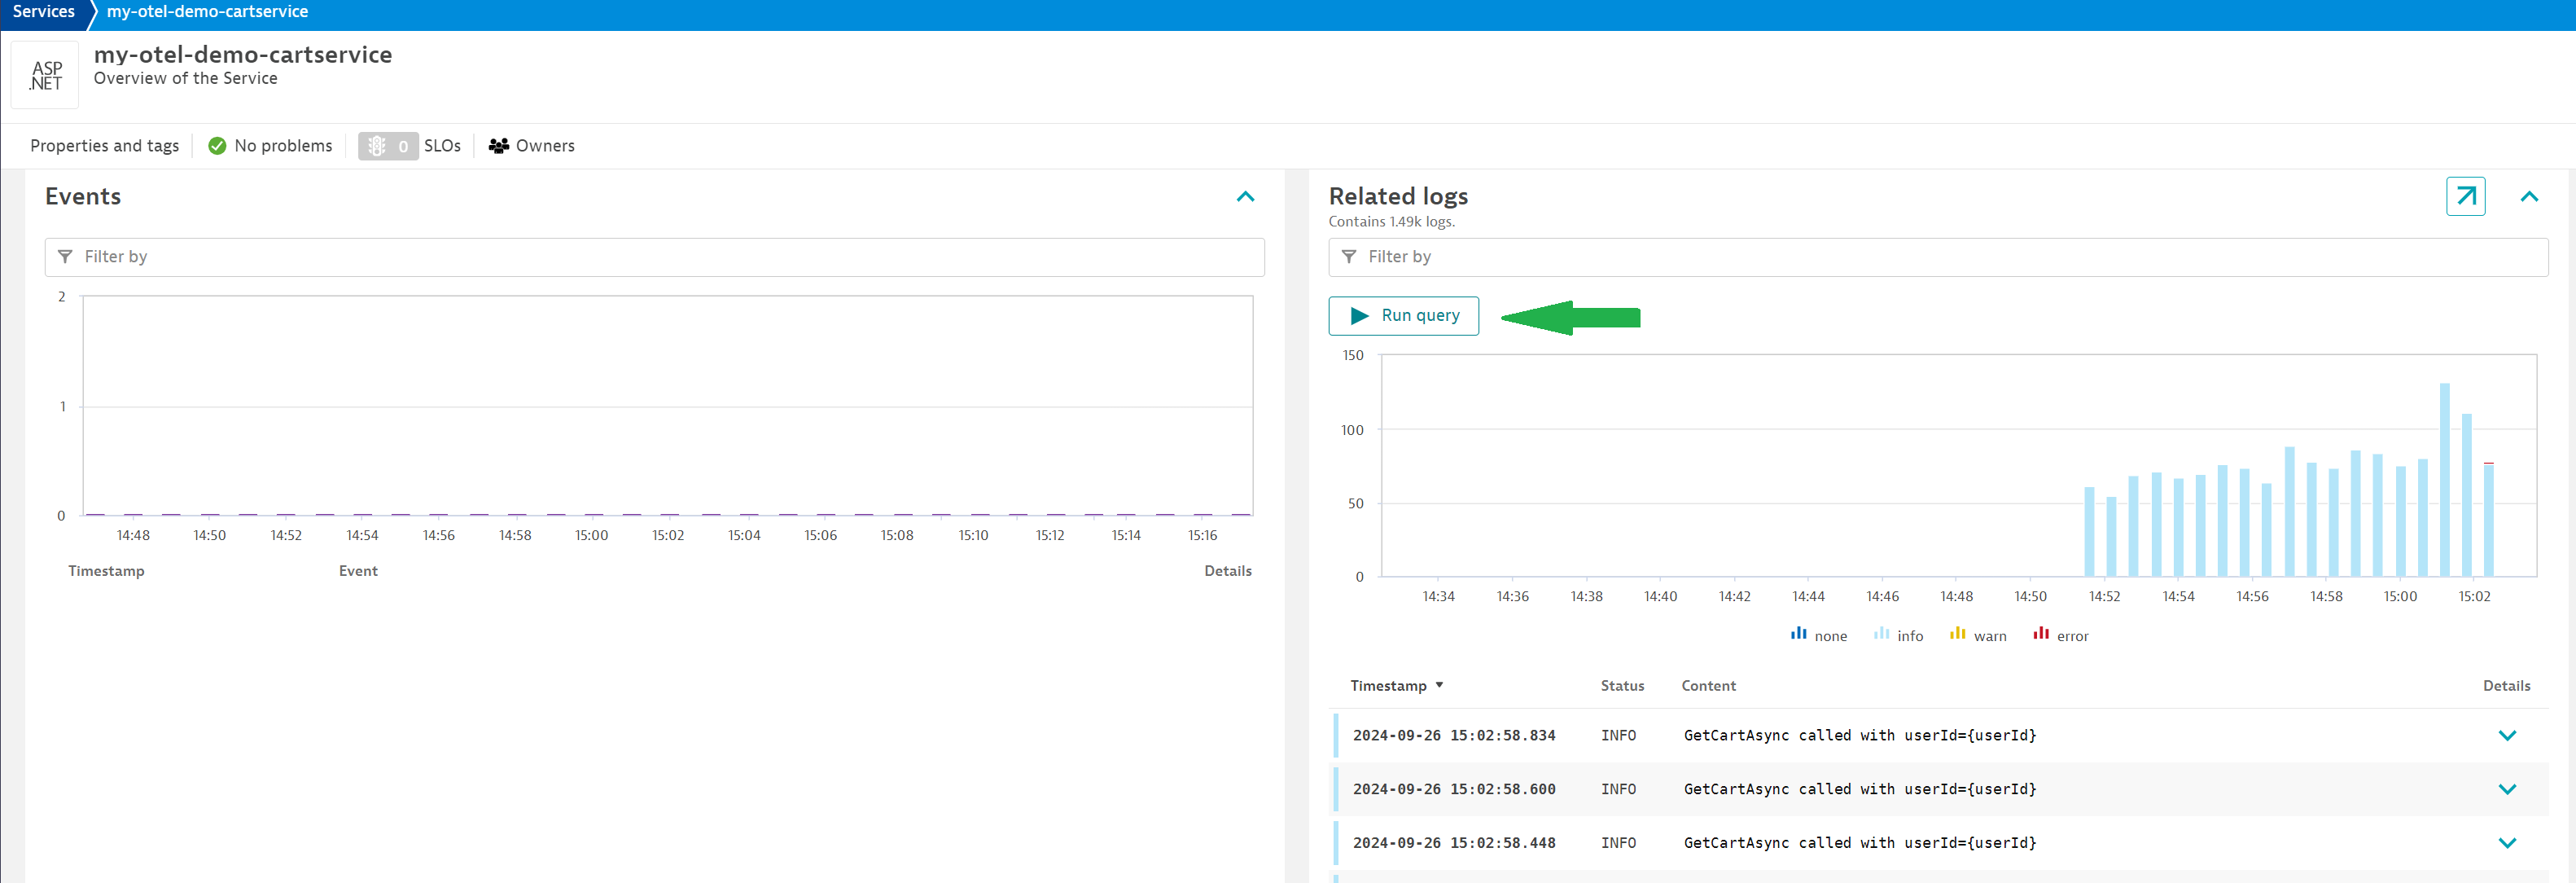 Services
my-otel-demo-cartservice
ASP
.NET
my-otel-demo-cartservice
Overview of the Service
Properties and tags
No problems
0 SLOs
Owners
Events
Filter by
2
1
0
14:48 14:50 14:52 14:54 14:56 14:58 15:00 15:02 15:04 15:06 15:08 15:10 15:12 15:14 15:16
Timestamp Event Details
Related logs
Contains 1.49k logs.
Filter by
Run query
150
100
50
0
14:34 14:36 14:38 14:40 14:42 14:44 14:46 14:48 14:50 14:52 14:54 14:56 14:58 15:00 15:02
none info warn error
Timestamp Status Content Details
2024-09-26 15:02:58.834 INFO GetCartAsync called with userId={userId}
2024-09-26 15:02:58.600 INFO GetCartAsync called with userId={userId}
2024-09-26 15:02:58.448 INFO GetCartAsync called with userId={userId}